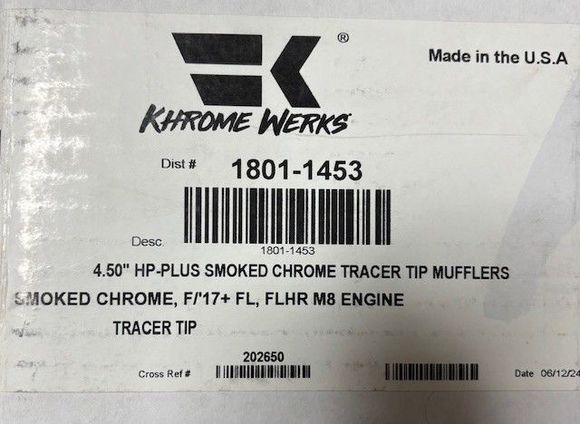 ®
Made in the U.S.A
KHROME WERKS
Dist # 1801-1453
1801-1453
Desc.
4.50" HP-PLUS SMOKED CHROME TRACER TIP MUFFLERS
SMOKED CHROME, F/'17+ FL, FLHR M8 ENGINE
TRACER TIP
202650
Cross Ref #
Date 06/12/24